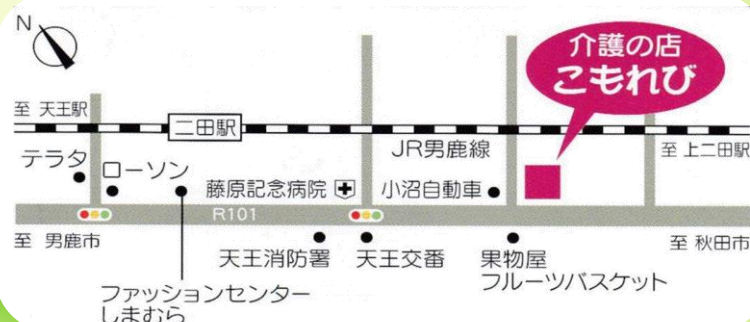 N
介護の店
こもれび
至 天王駅
二田駅
JR男鹿線
至 上二田駅
テラタ
ローソン
藤原記念病院
小沼自動車
R101
至 男鹿市
天王消防署
天王交番
果物屋
フルーツバスケット
至 秋田市
ファッションセンター
しまむら